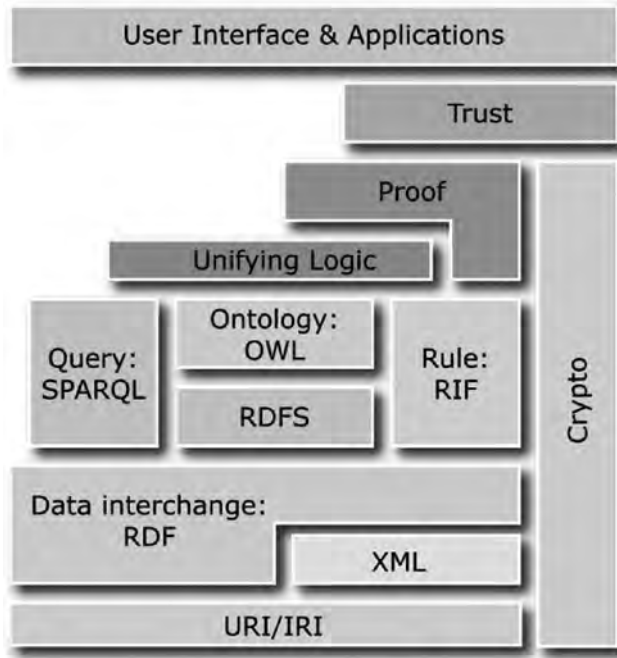 User Interface & Applications
Trust
Proof
Unifying Logic
Query:
SPARQL
Ontology:
OWL
RDFS
Rule:
RIF
Crypto
Data interchange:
RDF
XML
URI/IRI